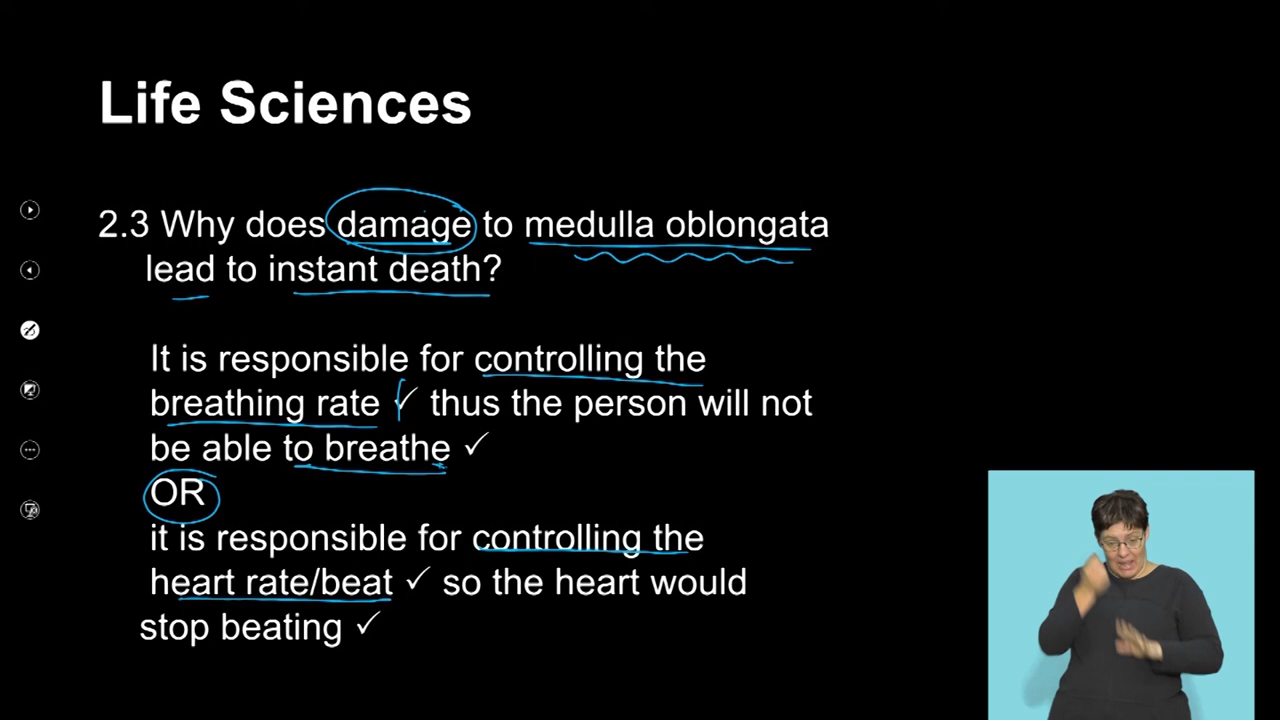 Life Sciences
2.3 Why does damage to medulla oblongata
lead to instant death?
It is responsible for controlling the
breathing rate ✓ thus the person will not
be able to breathe ✓
OR
it is responsible for controlling the
heart rate/beat ✓ so the heart would
stop beating ✓